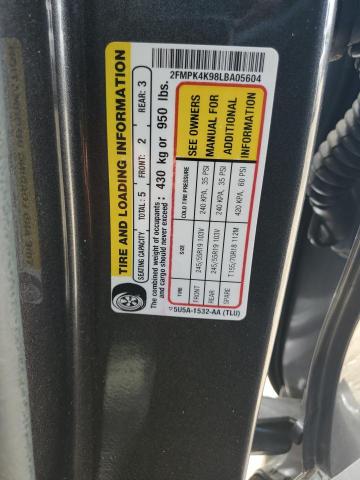 2FMPK4K98LBA05604
TIRE AND LOADING INFORMATION
SEATING CAPACITY TOTAL: 5 FRONT: 2 REAR: 3
The combined weight of occupants and cargo should never exceed: 430 kg or 950 lbs.
TIRE SIZE COLD TIRE PRESSURE
FRONT 245/55R19 103V 240 KPA, 35 PSI
REAR 245/55R19 103V 240 KPA, 35 PSI
SPARE T155/70R18 112M 420 KPA, 60 PSI
SEE OWNERS
MANUAL FOR
ADDITIONAL
INFORMATION
5U5A-1532-AA (TLU)